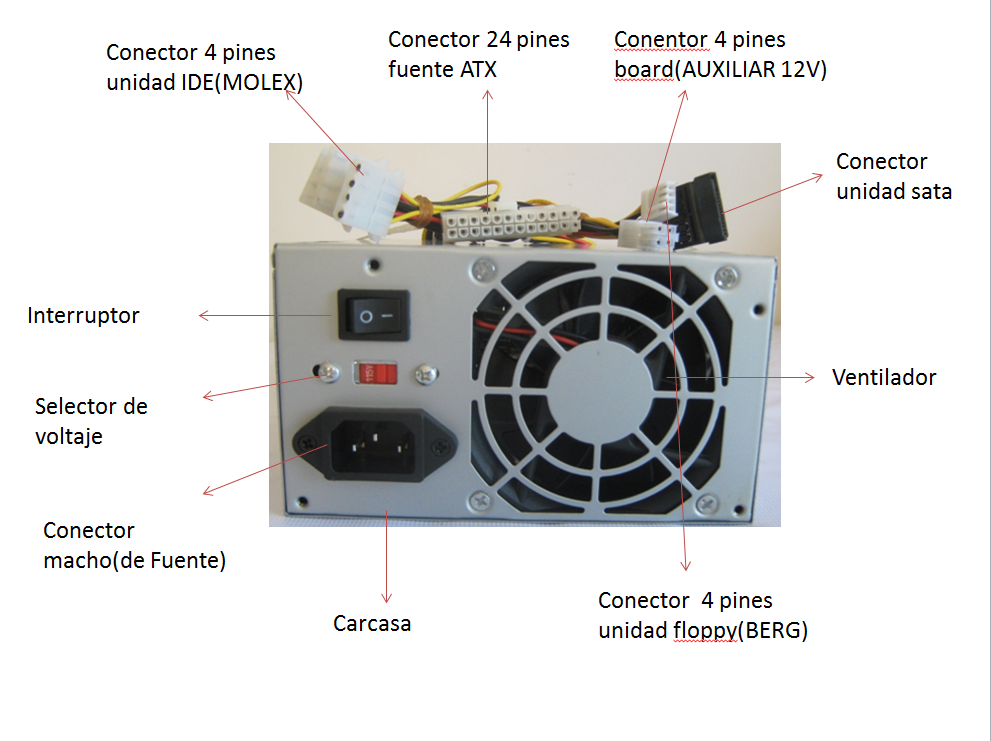 Conector 4 pines
unidad IDE(MOLEX)
Conector 24 pines
fuente ATX
Conentor 4 pines
board(AUXILIAR 12V)
Conector
unidad sata
Interruptor
115V
Selector de
voltaje
Ventilador
Conector
macho(de Fuente)
Carcasa
Conector  4 pines
unidad floppy(BERG)